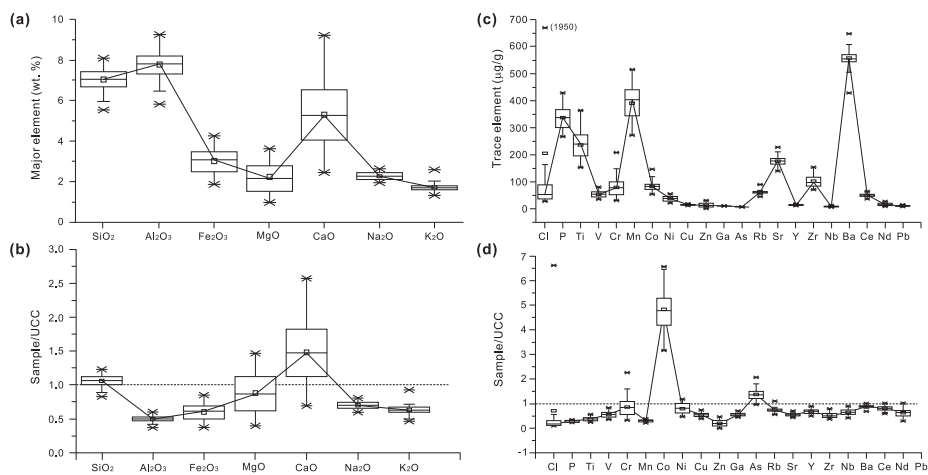 (a)
Major element (wt. %)
10
8
6
4
2
0
SiO₂ Al₂O₃ Fe₂O₃ MgO CaO Na₂O K₂O
(b)
Sample/UCC
3.0
2.5
2.0
1.5
1.0
0.5
0.0
SiO₂ Al₂O₃ Fe₂O₃ MgO CaO Na₂O K₂O
(c)
Trace element (μg/g)
700
600
500
400
300
200
100
0
(1950)
Cl P Ti V Cr Mn Co Ni Cu Zn Ga As Rb Sr Y Zr Nb Ba Ce Nd Pb
(d)
Sample/UCC
7
6
5
4
3
2
1
0
-1
Cl P Ti V Cr Mn Co Ni Cu Zn Ga As Rb Sr Y Zr Nb Ba Ce Nd Pb